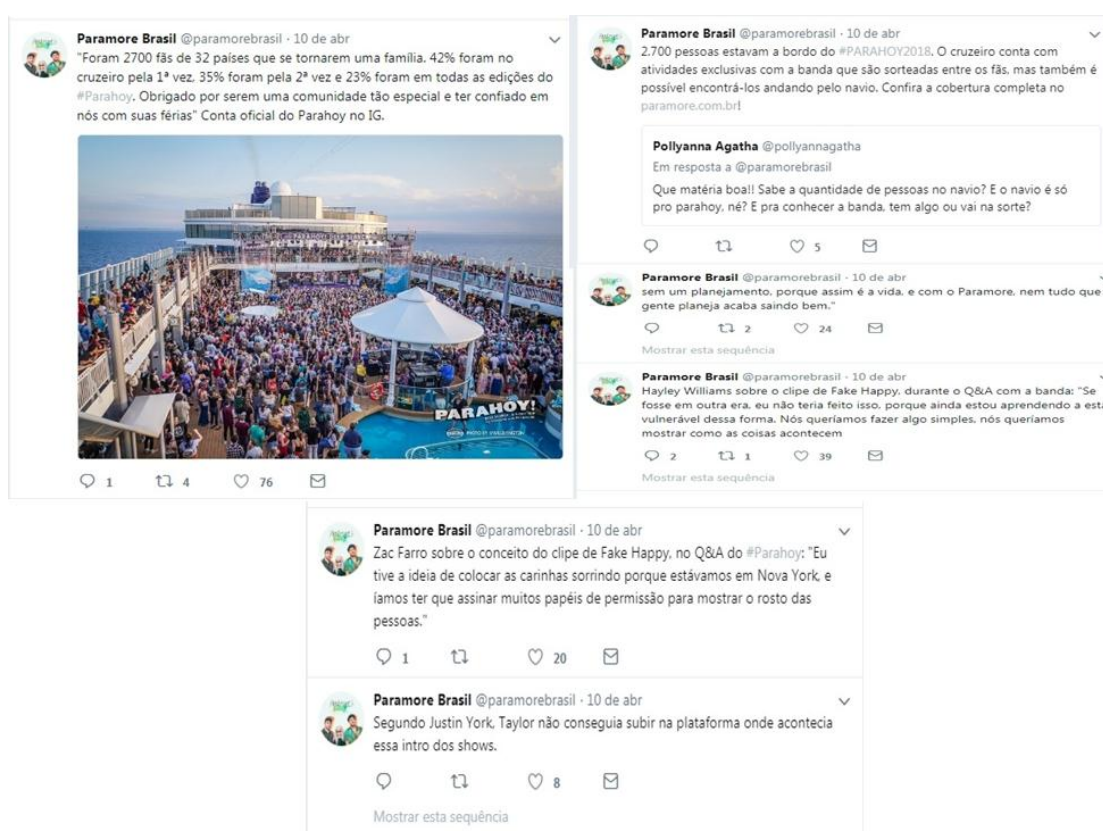 Paramore Brasil @paramorebrasil · 10 de abr
"Foram 2700 fãs de 32 países que se tornarem uma família. 42% foram no
cruzeiro pela 1ª vez, 35% foram pela 2ª vez e 23% foram em todas as edições do
#Parahoy. Obrigado por serem uma comunidade tão especial e ter confiado em
nós com suas férias" Conta oficial do Parahoy no IG.
PARAHOY!
1 4 76
Paramore Brasil @paramorebrasil · 10 de abr
2.700 pessoas estavam a bordo do #PARAHOY2018. O cruzeiro conta com
atividades exclusivas com a banda que são sorteadas entre os fãs, mas também é
possível encontrá-los andando pelo navio. Confira a cobertura completa no
paramore.com.br!
Pollyanna Agatha @pollyannagatha
Em resposta a @paramorebrasil
Que matéria boa!! Sabe a quantidade de pessoas no navio? E o navio é só
pro parahoy, né? E pra conhecer a banda, tem algo ou vai na sorte?
5
Paramore Brasil @paramorebrasil · 10 de abr
sem um planejamento, porque assim é a vida, e com o Paramore, nem tudo que
gente planeja acaba saindo bem."
2 24
Mostrar esta sequência
Paramore Brasil @paramorebrasil · 10 de abr
Hayley Williams sobre o clipe de Fake Happy, durante o Q&A com a banda: "Se
fosse em outra era, eu não teria feito isso, porque ainda estou aprendendo a esta
vulnerável dessa forma. Nós queríamos fazer algo simples, nós queríamos
mostrar como as coisas acontecem
2 1 39
Mostrar esta sequência
Paramore Brasil @paramorebrasil · 10 de abr
Zac Farro sobre o conceito do clipe de Fake Happy, no Q&A do #Parahoy: "Eu
tive a ideia de colocar as carinhas sorrindo porque estávamos em Nova York, e
íamos ter que assinar muitos papéis de permissão para mostrar o rosto das
pessoas."
1 20
Paramore Brasil @paramorebrasil · 10 de abr
Segundo Justin York, Taylor não conseguia subir na plataforma onde acontecia
essa intro dos shows.
8
Mostrar esta sequência